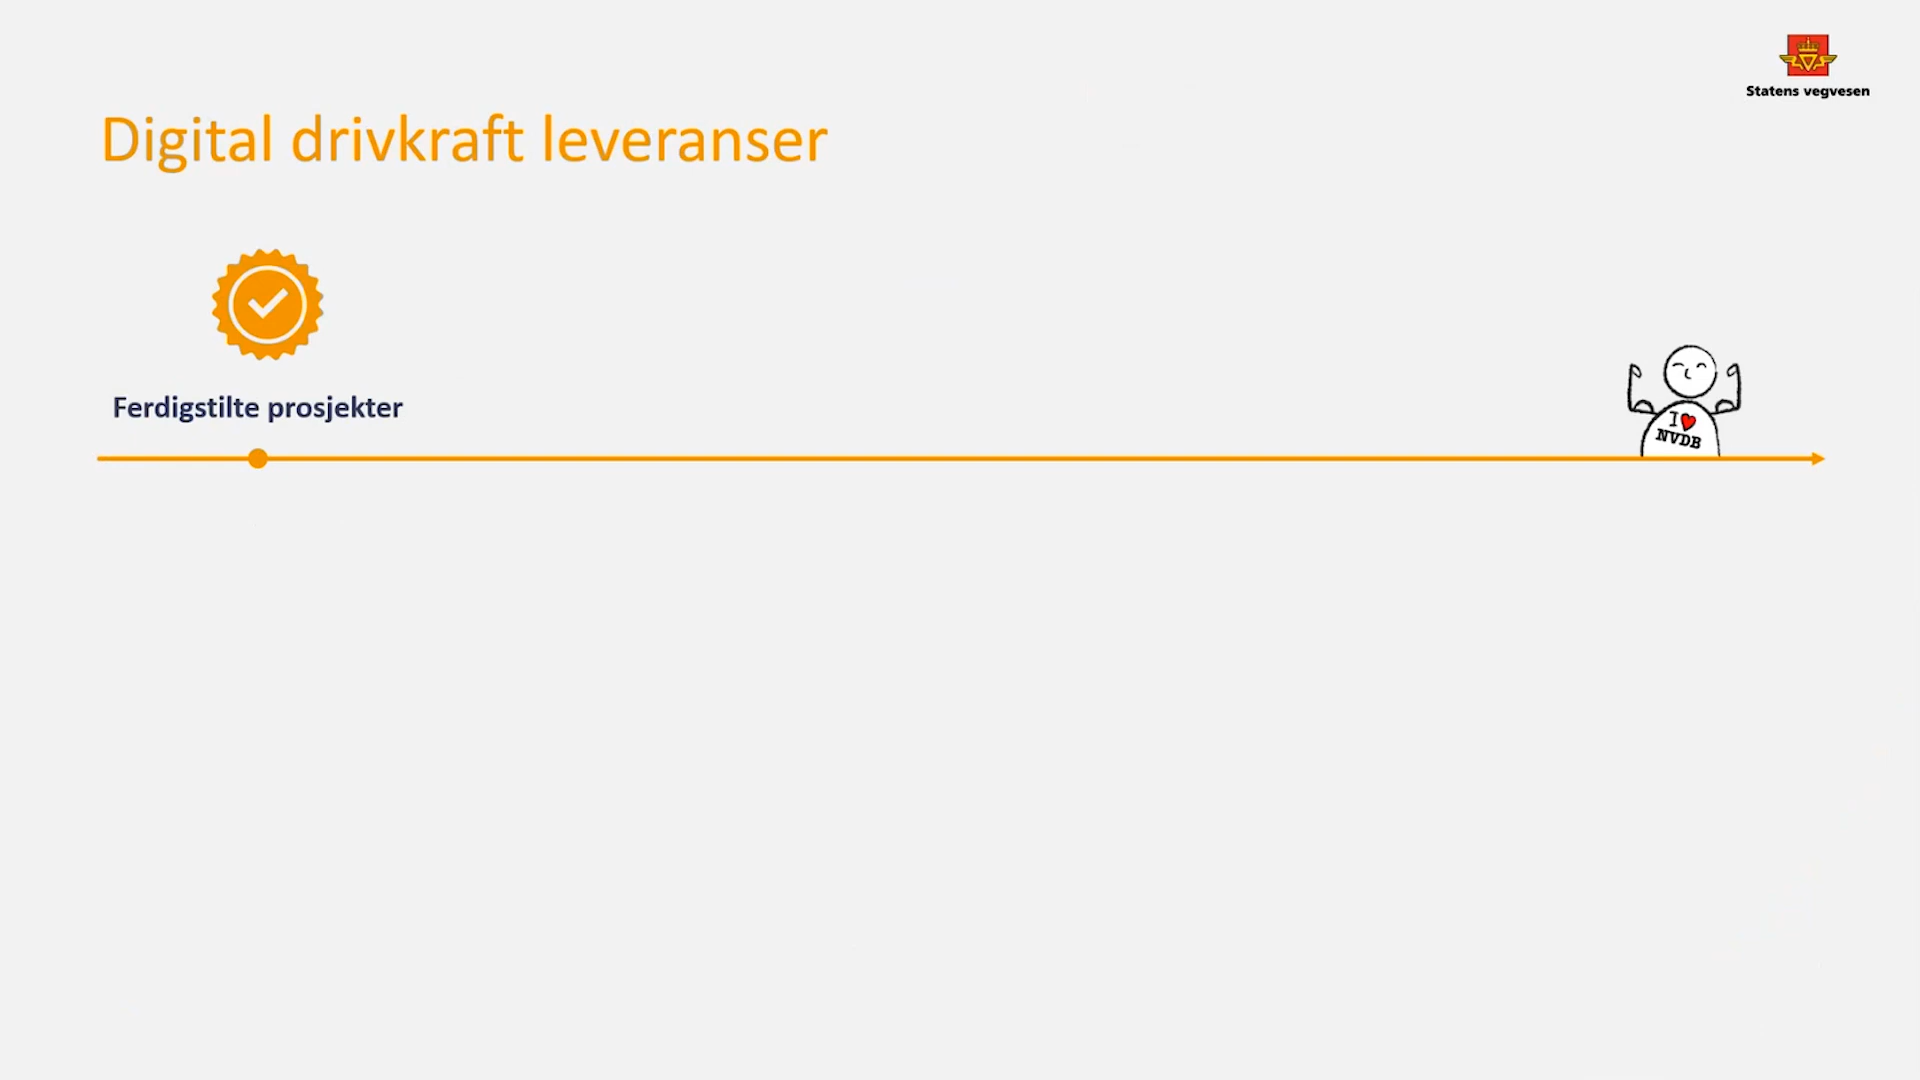 Statens vegvesen
Digital drivkraft leveranser
Ferdigstilte prosjekter
I
NVDB